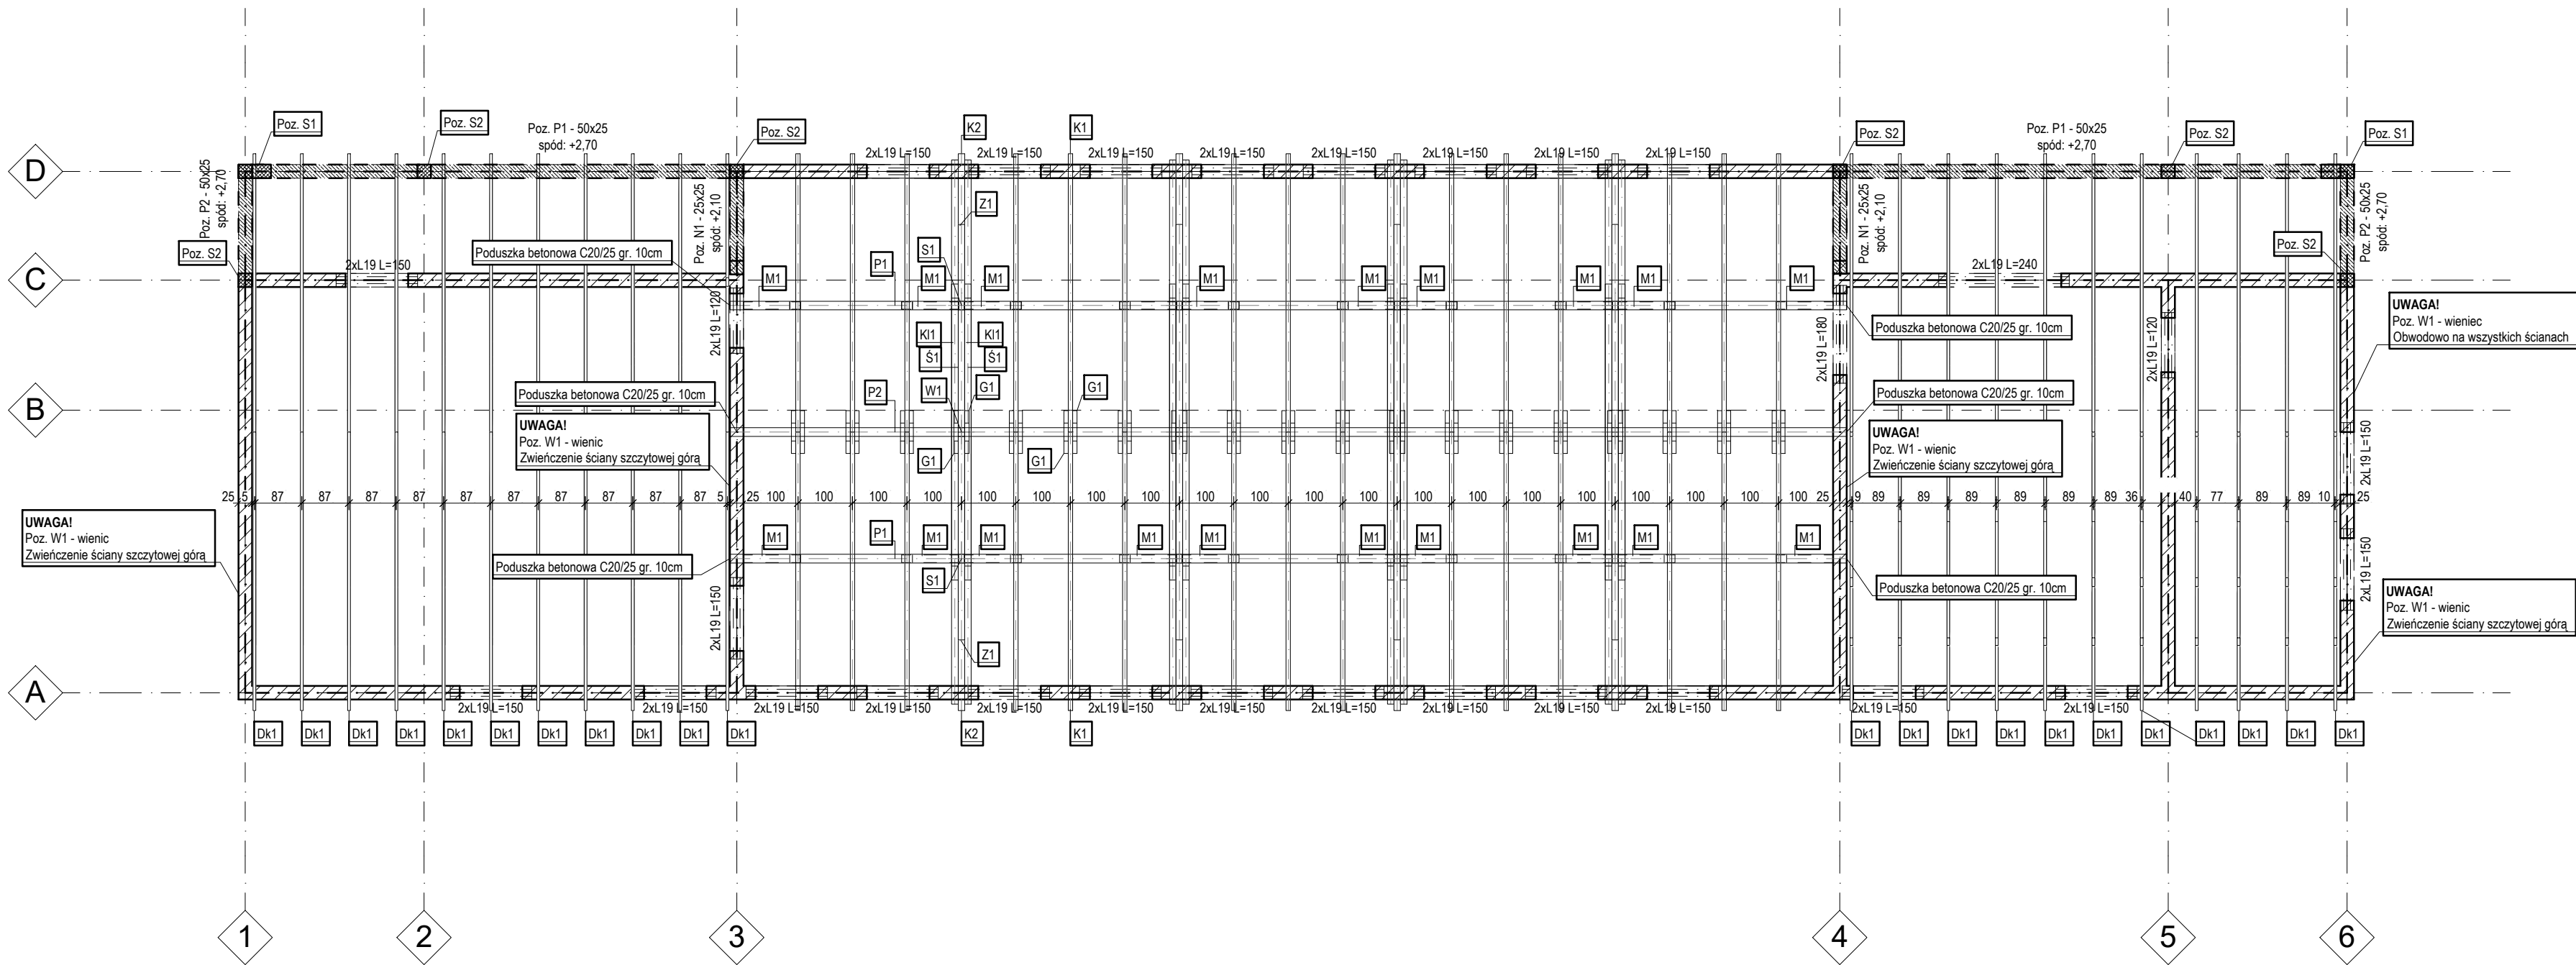 Poz. S1
Poz. S2
Poz. P1 - 50x25
spód: +2,70
Poz. S2
K2
K1
Poz. S2
Poz. P1 - 50x25
spód: +2,70
Poz. S2
Poz. S1
2xL19 L=150
2xL19 L=150
2xL19 L=150
2xL19 L=150
2xL19 L=150
2xL19 L=150
2xL19 L=150
2xL19 L=150
D
Poz. P2 - 50x25
spód: +2,70
Poz. N1 - 25x25
spód: +2,10
Z1
Poz. N1 - 25x25
spód: +2,10
Poz. P2 - 50x25
spód: +2,70
Poz. S2
Poduszka betonowa C20/25 gr. 10cm
S1
P1
Poz. S2
C
2xL19 L=150
M1
M1
M1
M1
M1
M1
M1
M1
M1
2xL19 L=240
UWAGA!
Poz. W1 - wieniec
Obwodowo na wszystkich ścianach
2xL19 L=120
Kl1
Kl1
Poduszka betonowa C20/25 gr. 10cm
2xL19 L=180
2xL19 L=120
Ś1
Ś1
B
Poduszka betonowa C20/25 gr. 10cm
P2
W1
G1
G1
Poduszka betonowa C20/25 gr. 10cm
UWAGA!
Poz. W1 - wienic
Zwieńczenie ściany szczytowej górą
G1
G1
UWAGA!
Poz. W1 - wienic
Zwieńczenie ściany szczytowej górą
2xL19 L=150
25 5 87 87 87 87 87 87 87 87 87 87 5 25 100 100 100 100 100 100 100 100 100 100 100 100 100 100 100 100 100 100 100 100 25 9 89 89 89 89 89 89 36 40 77 89 89 10 25
UWAGA!
Poz. W1 - wienic
Zwieńczenie ściany szczytowej górą
M1
P1
M1
M1
M1
M1
M1
M1
M1
M1
M1
Poduszka betonowa C20/25 gr. 10cm
S1
Poduszka betonowa C20/25 gr. 10cm
2xL19 L=150
UWAGA!
Poz. W1 - wienic
Zwieńczenie ściany szczytowej górą
2xL19 L=150
Z1
A
2xL19 L=150
2xL19 L=150
2xL19 L=150
2xL19 L=150
2xL19 L=150
2xL19 L=150
2xL19 L=150
2xL19 L=150
2xL19 L=150
2xL19 L=150
2xL19 L=150
2xL19 L=150
2xL19 L=150
Dk1
Dk1
Dk1
Dk1
Dk1
Dk1
Dk1
Dk1
Dk1
Dk1
Dk1
K2
K1
Dk1
Dk1
Dk1
Dk1
Dk1
Dk1
Dk1
Dk1
Dk1
Dk1
Dk1
1
2
3
4
5
6